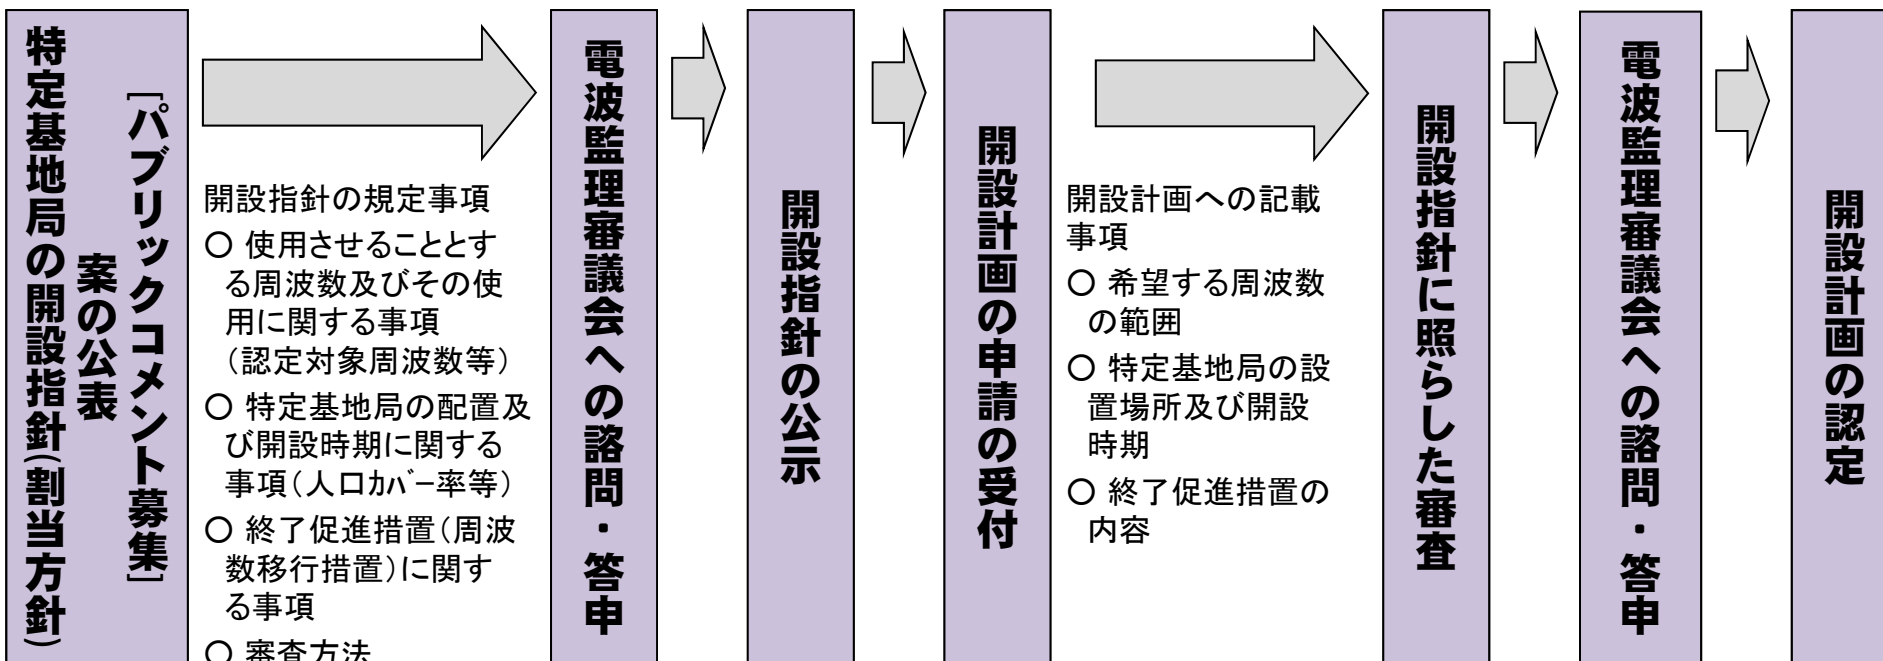 特定基地局の開設指針(割当方針)
案の公表
[パブリックコメント募集]
開設指針の規定事項
○ 使用させることとす
る周波数及びその使
用に関する事項
(認定対象周波数等)
○ 特定基地局の配置及
び開設時期に関する
事項(人口ｶﾊﾞｰ率等)
○ 終了促進措置(周波
数移行措置)に関す
る事項
○ 審査方法
電波監理審議会への諮問・答申
開設指針の公示
開設計画の申請の受付
開設計画への記載
事項
○ 希望する周波数
の範囲
○ 特定基地局の設
置場所及び開設
時期
○ 終了促進措置の
内容
開設指針に照らした審査
電波監理審議会への諮問・答申
開設計画の認定